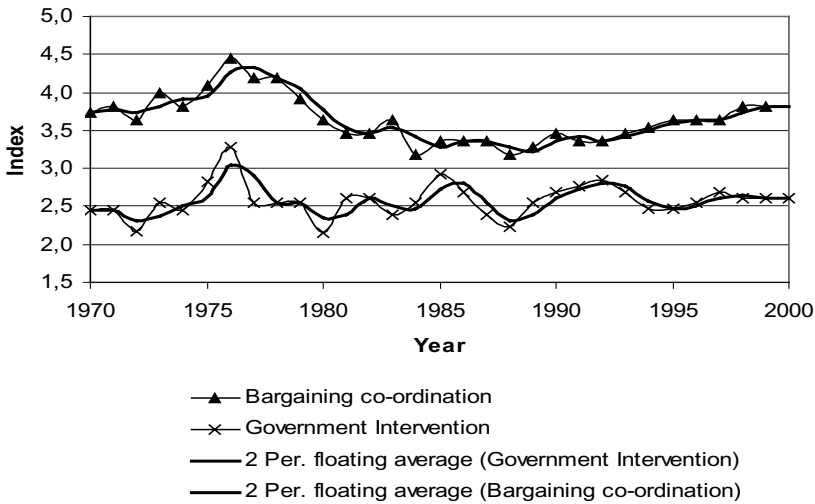 5,0
4,5
4,0
3,5
3,0
2,5
2,0
1,5
Index
1970 1975 1980 1985 1990 1995 2000
Year
Bargaining co-ordination
Government Intervention
2 Per. floating average (Government Intervention)
2 Per. floating average (Bargaining co-ordination)